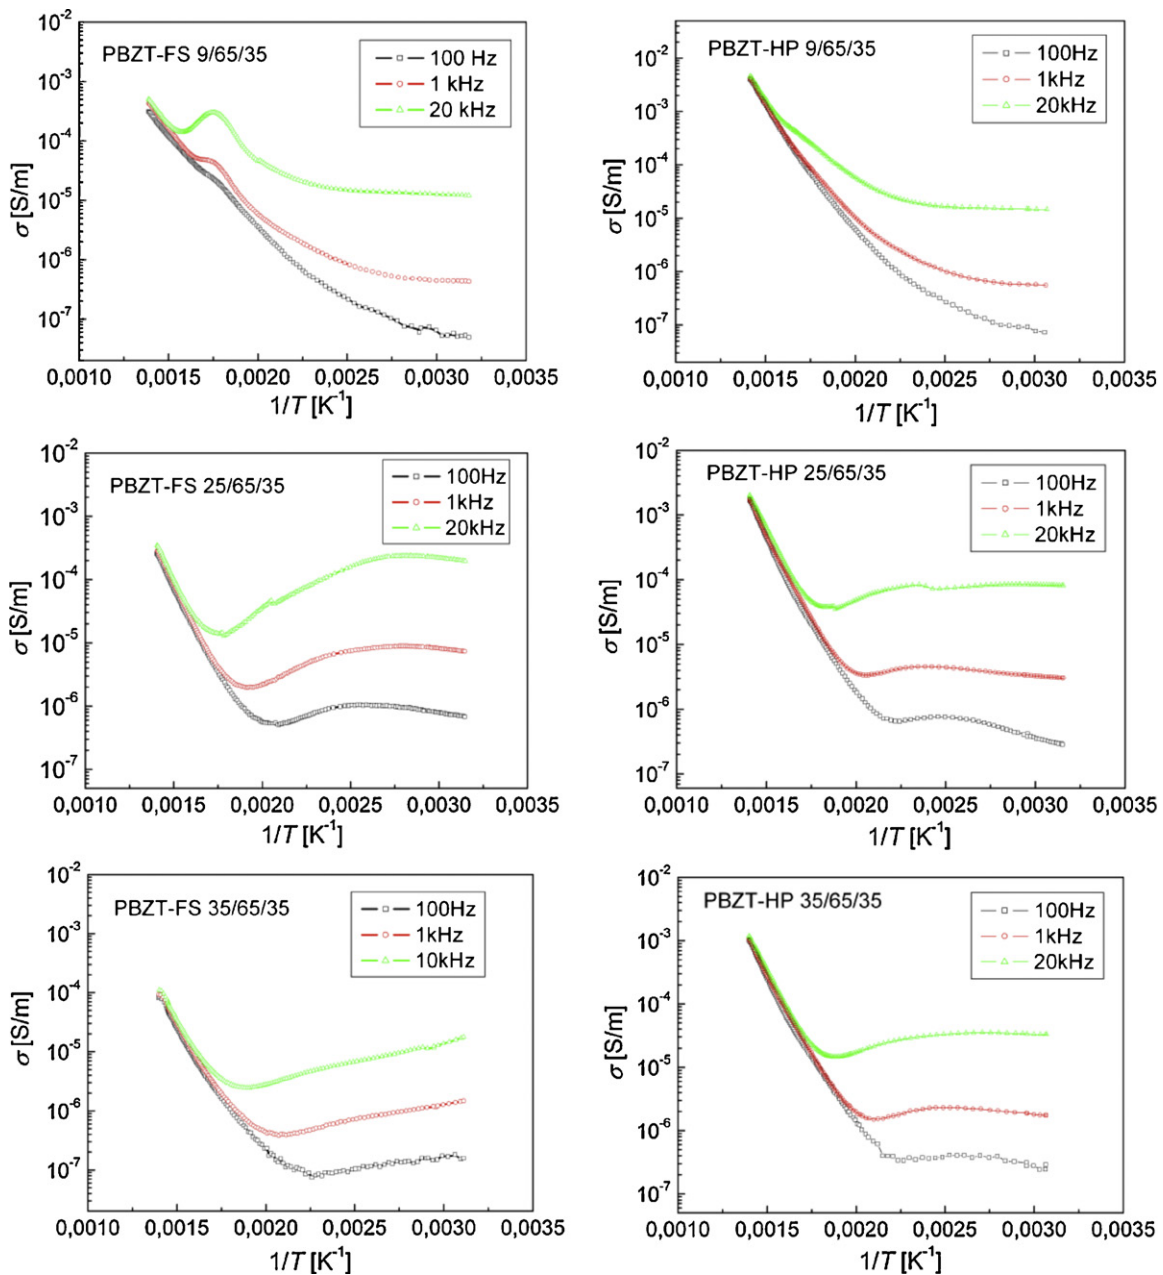 PBZT-FS 9/65/35
100 Hz
1 kHz
20 kHz
σ [S/m]
10⁻²
10⁻³
10⁻⁴
10⁻⁵
10⁻⁶
10⁻⁷
0,0010 0,0015 0,0020 0,0025 0,0030 0,0035
1/T [K⁻¹]
PBZT-HP 9/65/35
100Hz
1kHz
20kHz
σ [S/m]
10⁻²
10⁻³
10⁻⁴
10⁻⁵
10⁻⁶
10⁻⁷
0,0010 0,0015 0,0020 0,0025 0,0030 0,0035
1/T [K⁻¹]
PBZT-FS 25/65/35
100Hz
1kHz
20kHz
σ [S/m]
10⁻²
10⁻³
10⁻⁴
10⁻⁵
10⁻⁶
10⁻⁷
0,0010 0,0015 0,0020 0,0025 0,0030 0,0035
1/T [K⁻¹]
PBZT-HP 25/65/35
100Hz
1kHz
20kHz
σ [S/m]
10⁻²
10⁻³
10⁻⁴
10⁻⁵
10⁻⁶
10⁻⁷
0,0010 0,0015 0,0020 0,0025 0,0030 0,0035
1/T [K⁻¹]
PBZT-FS 35/65/35
100Hz
1kHz
10kHz
σ [S/m]
10⁻²
10⁻³
10⁻⁴
10⁻⁵
10⁻⁶
10⁻⁷
0,0010 0,0015 0,0020 0,0025 0,0030 0,0035
1/T [K⁻¹]
PBZT-HP 35/65/35
100Hz
1kHz
20kHz
σ [S/m]
10⁻²
10⁻³
10⁻⁴
10⁻⁵
10⁻⁶
10⁻⁷
0,0010 0,0015 0,0020 0,0025 0,0030 0,0035
1/T [K⁻¹]